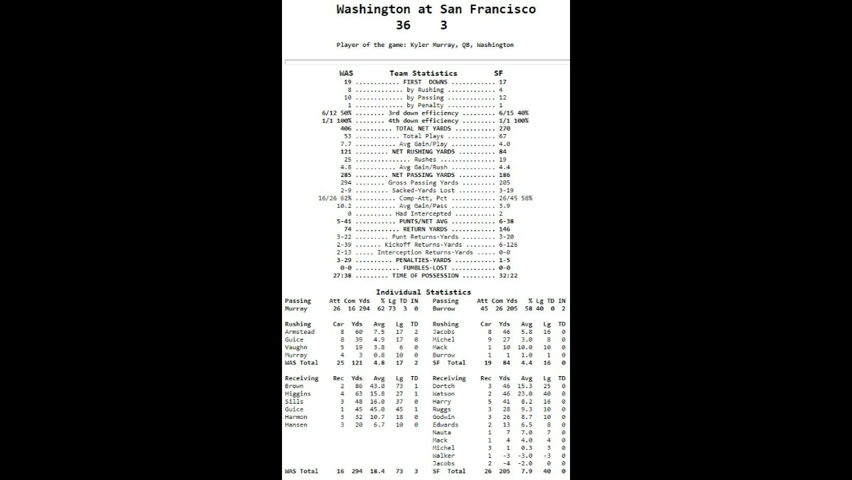 Washington at San Francisco
36 3
Player of the game: Kyler Murray, QB, Washington
WAS Team Statistics SF
19 ............ FIRST DOWNS ............ 17
8 ............ by Rushing ............ 4
10 ............ by Passing ............ 12
1 ............ by Penalty ............ 1
6/12 50% ........ 3rd down efficiency ........ 6/15 40%
1/1 100% ........ 4th down efficiency ........ 1/1 100%
406 .......... TOTAL NET YARDS .......... 270
53 ............ Total Plays ............ 67
7.7 ........... Avg Gain/Play ........... 4.0
121 ......... NET RUSHING YARDS ......... 84
25 .............. Rushes .............. 19
4.8 ........... Avg Gain/Rush ........... 4.4
285 ......... NET PASSING YARDS ......... 186
294 ........ Gross Passing Yards ........ 205
2-9 ......... Sacked-Yards Lost ......... 3-19
16/26 62% ........... Comp-Att, Pct ........... 26/45 58%
10.2 ........... Avg Gain/Pass ........... 3.9
0 .......... Had Intercepted .......... 2
5-41 ........... PUNTS/NET AVG ........... 6-38
74 ............ RETURN YARDS ............ 146
3-22 ........ Punt Returns-Yards ........ 3-20
2-39 ....... Kickoff Returns-Yards ...... 6-126
2-13 ..... Interception Returns-Yards .... 0-0
3-29 .......... PENALTIES-YARDS .......... 1-5
0-0 ............ FUMBLES-LOST ............ 0-0
27:38 ......... TIME OF POSSESSION ......... 32:22
Individual Statistics
Passing Att Com Yds % Lg TD IN Passing Att Com Yds % Lg TD IN
Murray 26 16 294 62 73 3 0 Burrow 45 26 205 58 40 0 2
Rushing Car Yds Avg Lg TD Rushing Car Yds Avg Lg TD
Armstead 8 60 7.5 17 2 Jacobs 8 46 5.8 16 0
Guice 8 39 4.9 17 0 Michel 9 27 3.0 8 0
Vaughn 5 19 3.8 6 0 Mack 1 10 10.0 10 0
Murray 4 3 0.8 10 0 Burrow 1 1 1.0 1 0
WAS Total 25 121 4.8 17 2 SF Total 19 84 4.4 16 0
Receiving Rec Yds Avg Lg TD Receiving Rec Yds Avg Lg TD
Brown 2 86 43.0 73 1 Dortch 3 46 15.3 25 0
Higgins 4 63 15.8 27 1 Watson 2 46 23.0 40 0
Sills 3 48 16.0 37 0 Harry 5 41 8.2 16 0
Guice 1 45 45.0 45 1 Ruggs 3 28 9.3 10 0
Harmon 3 32 10.7 18 0 Godwin 3 26 8.7 10 0
Hansen 3 20 6.7 10 0 Edwards 2 13 6.5 8 0
Nauta 1 7 7.0 7 0
Mack 1 4 4.0 4 0
Michel 3 1 0.3 3 0
Walker 1 -3 -3.0 -3 0
Jacobs 2 -4 -2.0 0 0
WAS Total 16 294 18.4 73 3 SF Total 26 205 7.9 40 0